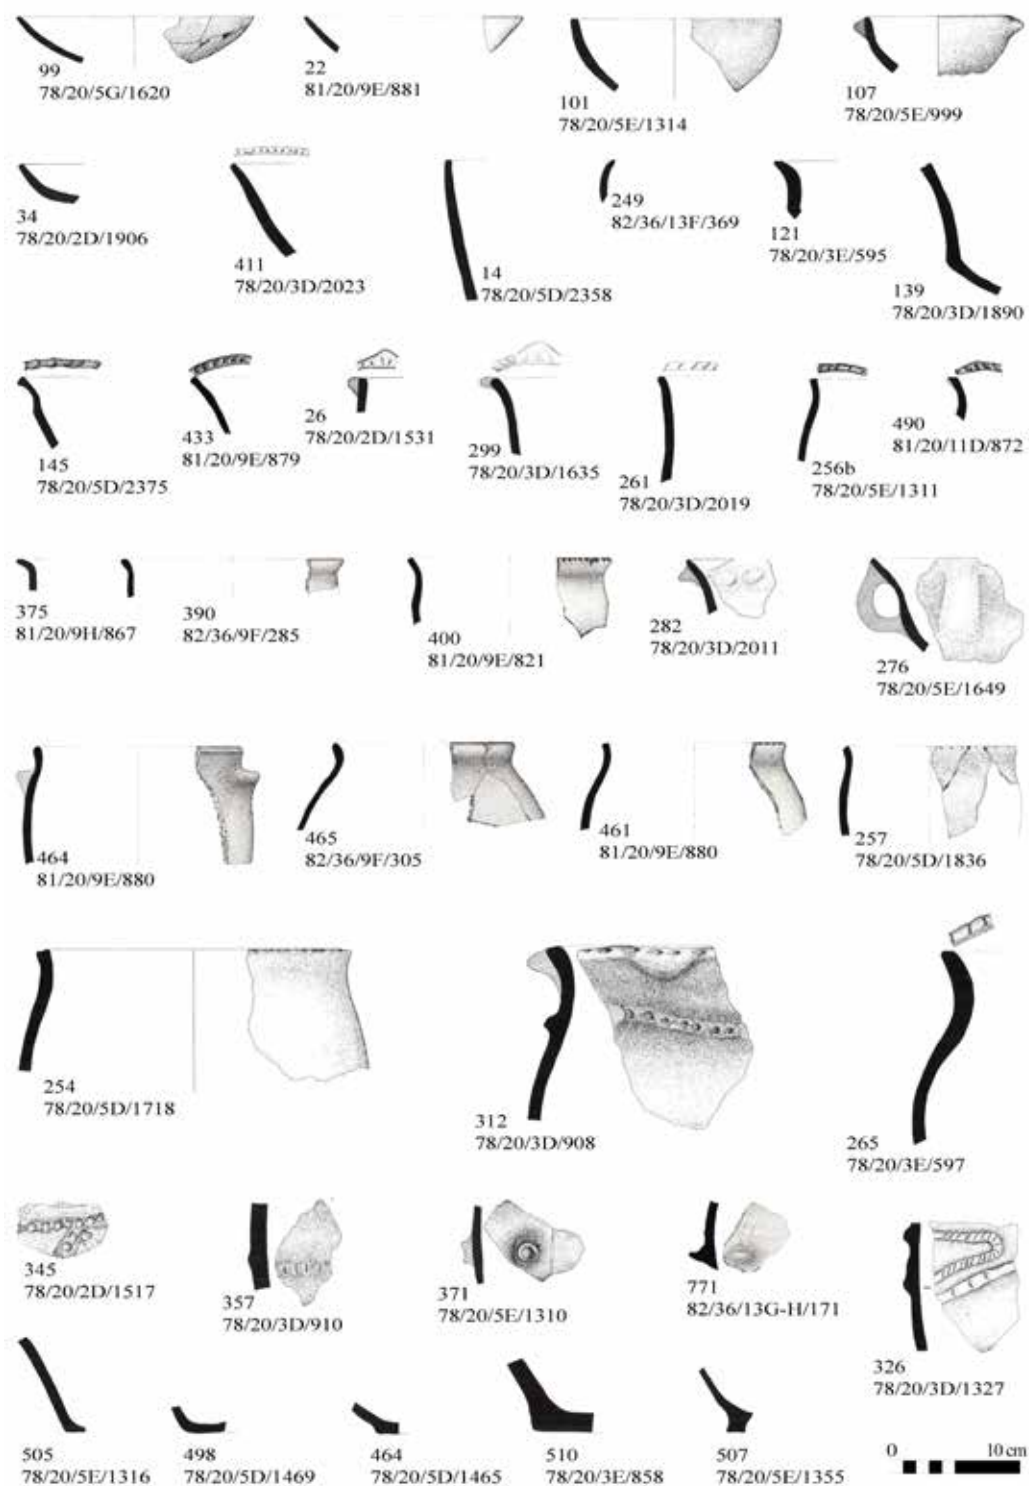 99
78/20/5G/1620
22
81/20/9E/881
101
78/20/5E/1314
107
78/20/5E/999
34
78/20/2D/1906
411
78/20/3D/2023
14
78/20/5D/2358
249
82/36/13F/369
121
78/20/3E/595
139
78/20/3D/1890
145
78/20/5D/2375
433
81/20/9E/879
26
78/20/2D/1531
299
78/20/3D/1635
261
78/20/3D/2019
256b
78/20/5E/1311
490
81/20/11D/872
375
81/20/9H/867
390
82/36/9F/285
400
81/20/9E/821
282
78/20/3D/2011
276
78/20/5E/1649
464
81/20/9E/880
465
82/36/9F/305
461
81/20/9E/880
257
78/20/5D/1836
254
78/20/5D/1718
312
78/20/3D/908
265
78/20/3E/597
345
78/20/2D/1517
357
78/20/3D/910
371
78/20/5E/1310
771
82/36/13G-H/171
326
78/20/3D/1327
505
78/20/5E/1316
498
78/20/5D/1469
464
78/20/5D/1465
510
78/20/3E/858
507
78/20/5E/1355
0 10 cm